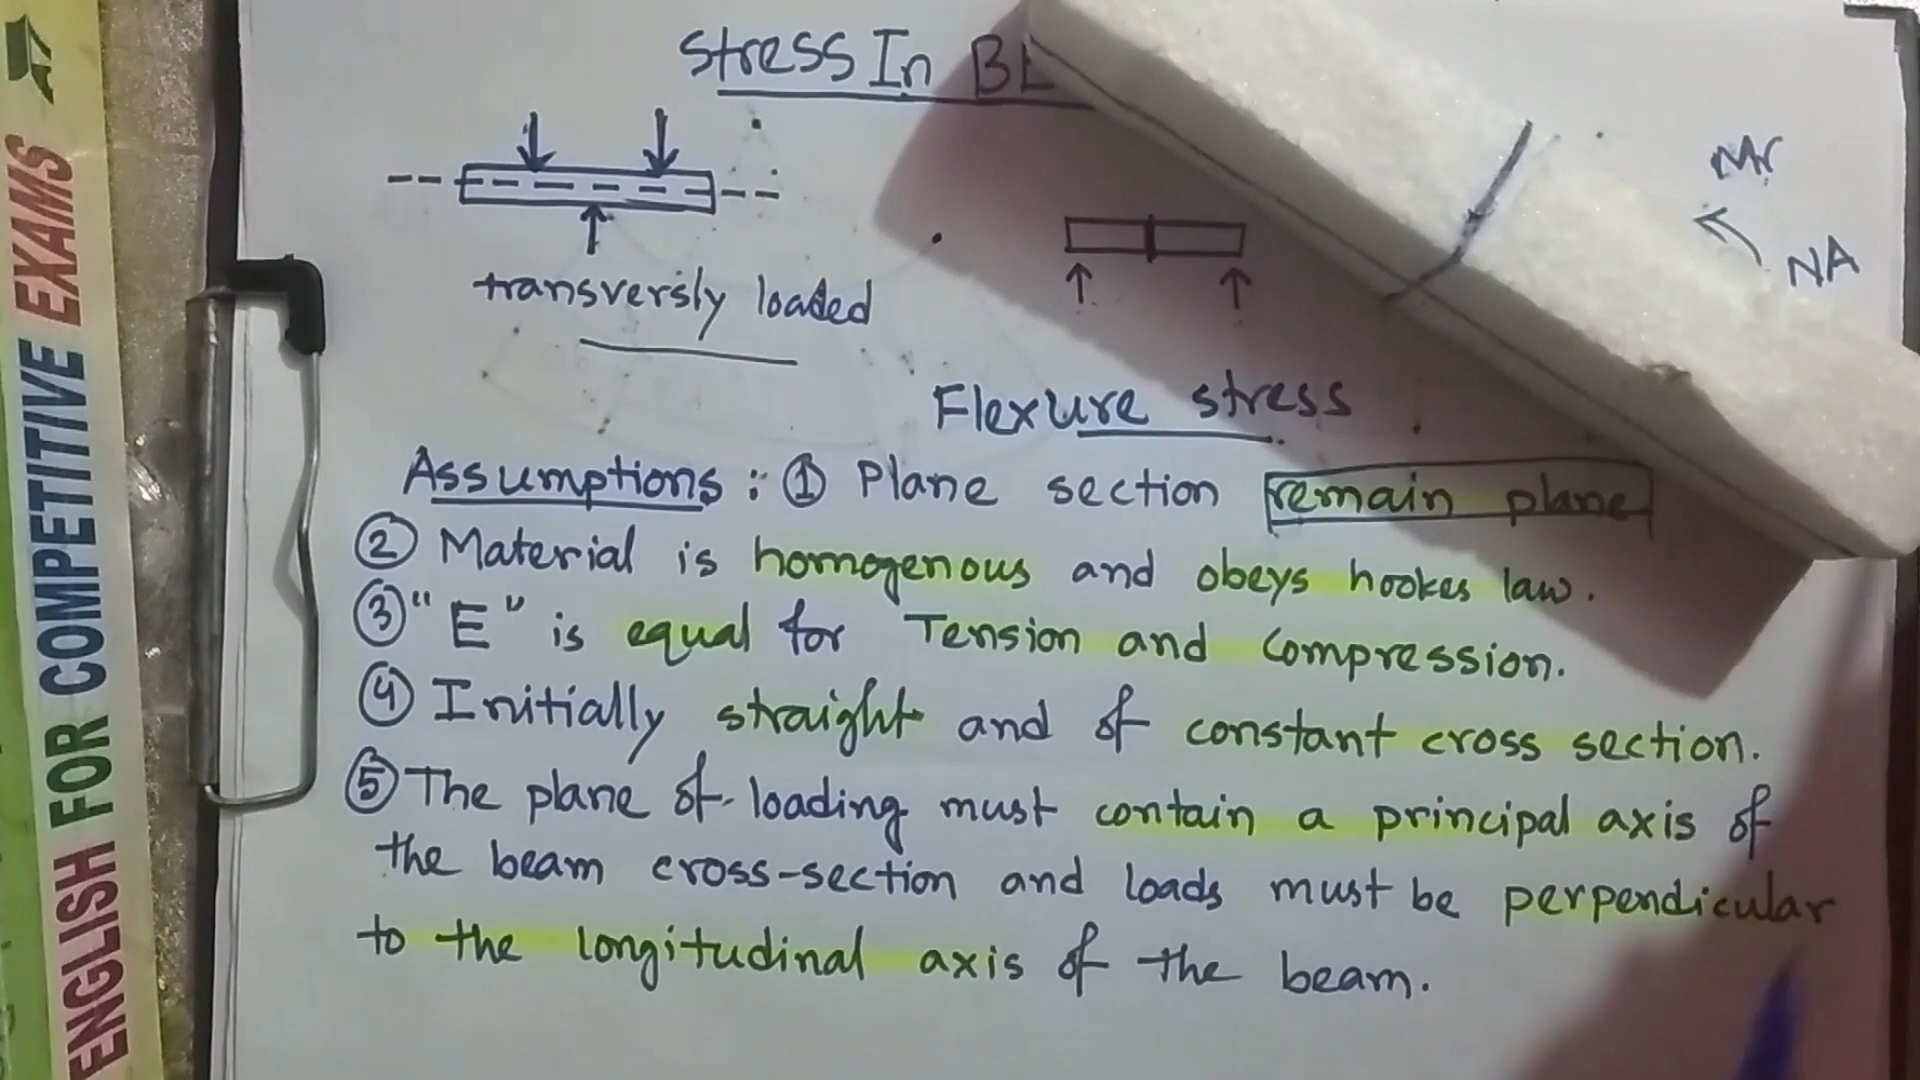 Stress In BE
Mr
NA
transversly loaded
Flexure stress
Assumptions : ① Plane section remain plane
② Material is homogenous and obeys hookes law.
③ "E" is equal for Tension and Compression.
④ Initially straight and of constant cross section.
⑤ The plane of loading must contain a principal axis of
the beam cross-section and loads must be perpendicular
to the longitudinal axis of the beam.
ENGLISH FOR COMPETITIVE EXAMS